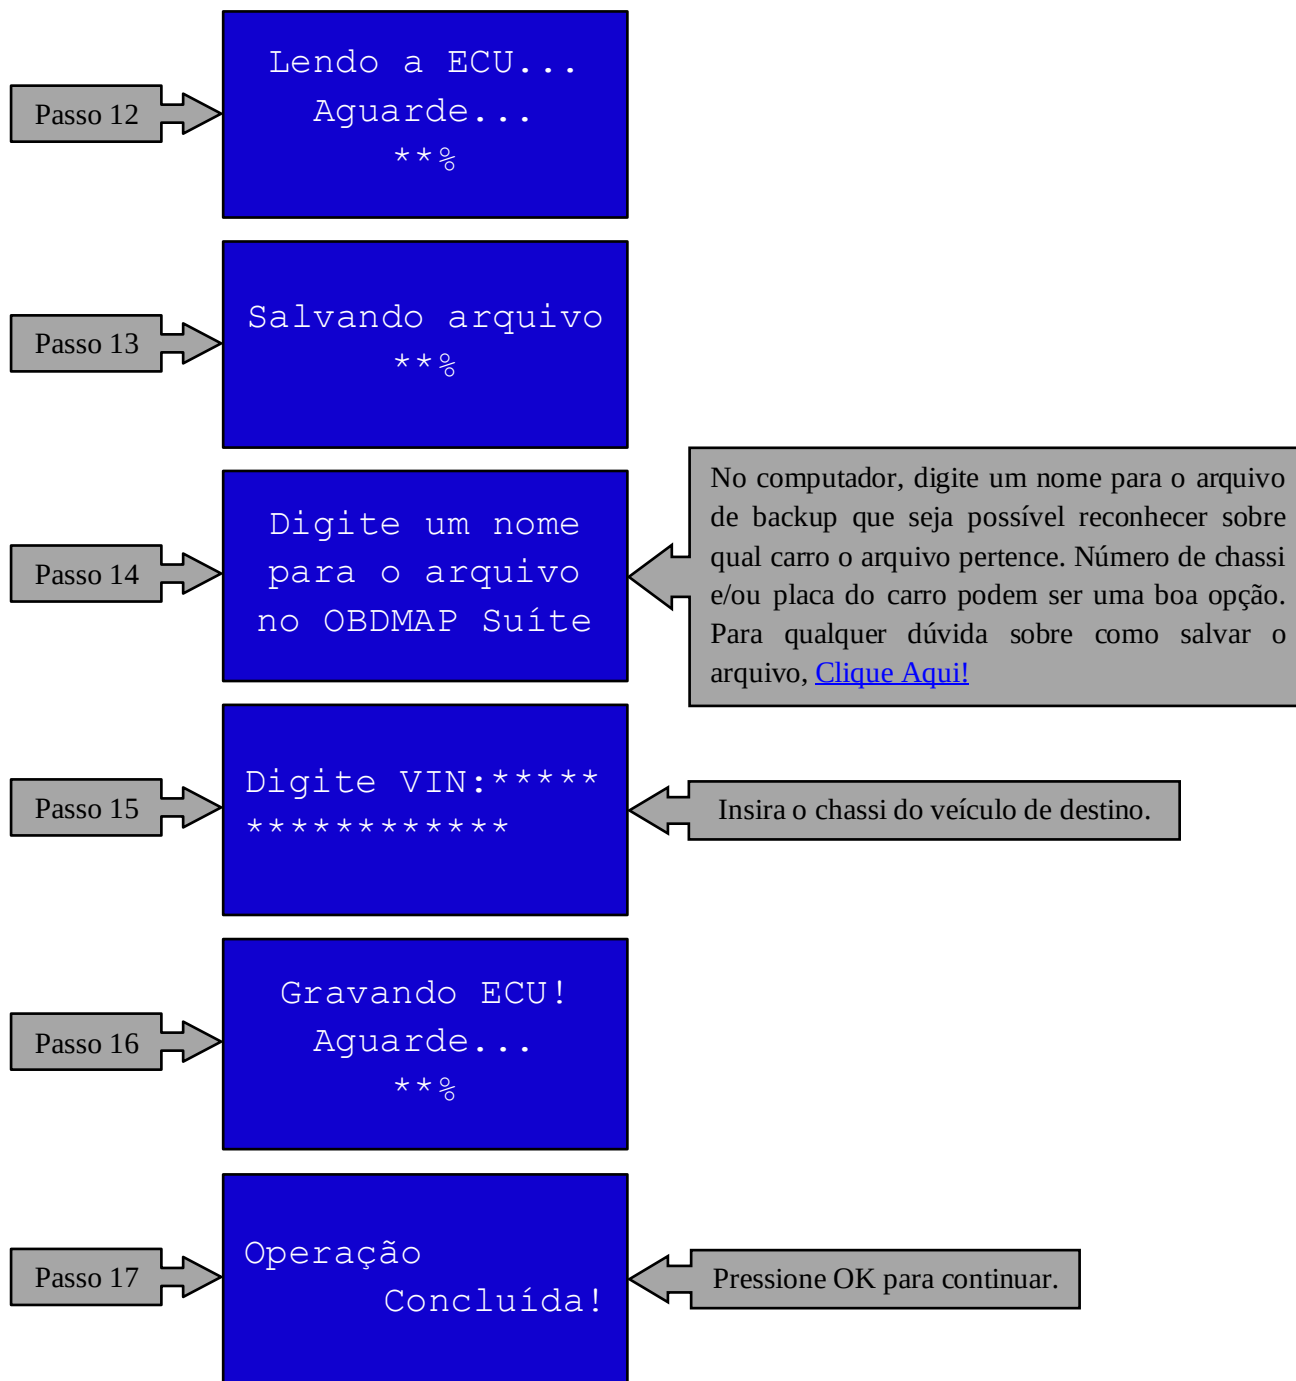 Passo 12
Lendo a ECU...
Aguarde...
**%
Passo 13
Salvando arquivo
**%
Passo 14
Digite um nome
para o arquivo
no OBDMAP Suíte
No computador, digite um nome para o arquivo
de backup que seja possível reconhecer sobre
qual carro o arquivo pertence. Número de chassi
e/ou placa do carro podem ser uma boa opção.
Para qualquer dúvida sobre como salvar o
arquivo, Clique Aqui!
Passo 15
Digite VIN:*****
************
Insira o chassi do veículo de destino.
Passo 16
Gravando ECU!
Aguarde...
**%
Passo 17
Operação
Concluída!
Pressione OK para continuar.